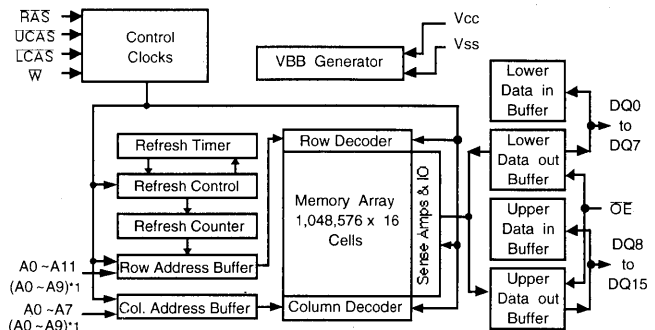 RAS
UCAS
LCAS
W
Control
Clocks
VBB Generator
Vcc
Vss
Lower
Data in
Buffer
DQ0
to
DQ7
Lower
Data out
Buffer
Refresh Timer
Refresh Control
Refresh Counter
Row Address Buffer
Col. Address Buffer
Row Decoder
Memory Array
1,048,576 x 16
Cells
Column Decoder
Sense Amps & IO
OE
Upper
Data in
Buffer
DQ8
to
DQ15
Upper
Data out
Buffer
A0 ~A11
(A0 ~A9)*1
A0 ~A7
(A0 ~A9)*1